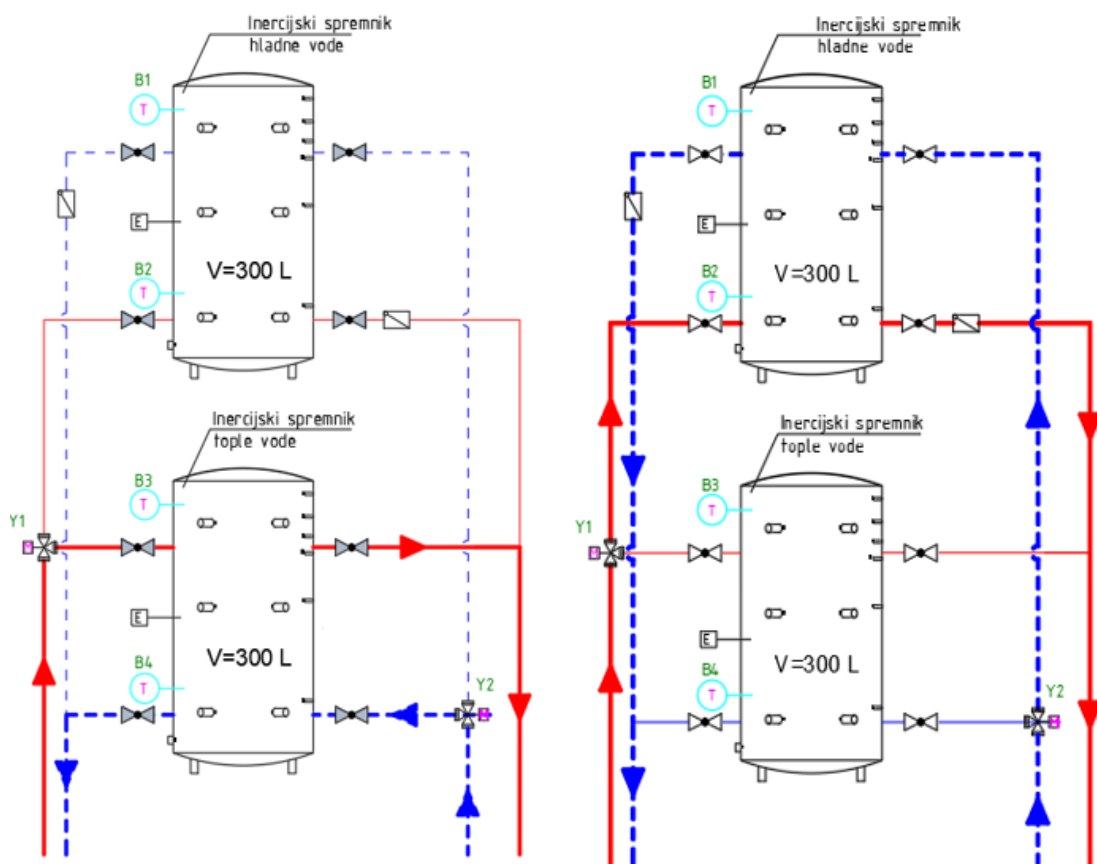 Inercijski spremnik
hladne vode
B1
T
E
B2
T
V=300 L
Inercijski spremnik
tople vode
B3
T
Y1
M
E
V=300 L
B4
T
Y2
M
Inercijski spremnik
hladne vode
B1
T
E
B2
T
V=300 L
Inercijski spremnik
tople vode
B3
T
Y1
M
E
V=300 L
B4
T
Y2
M